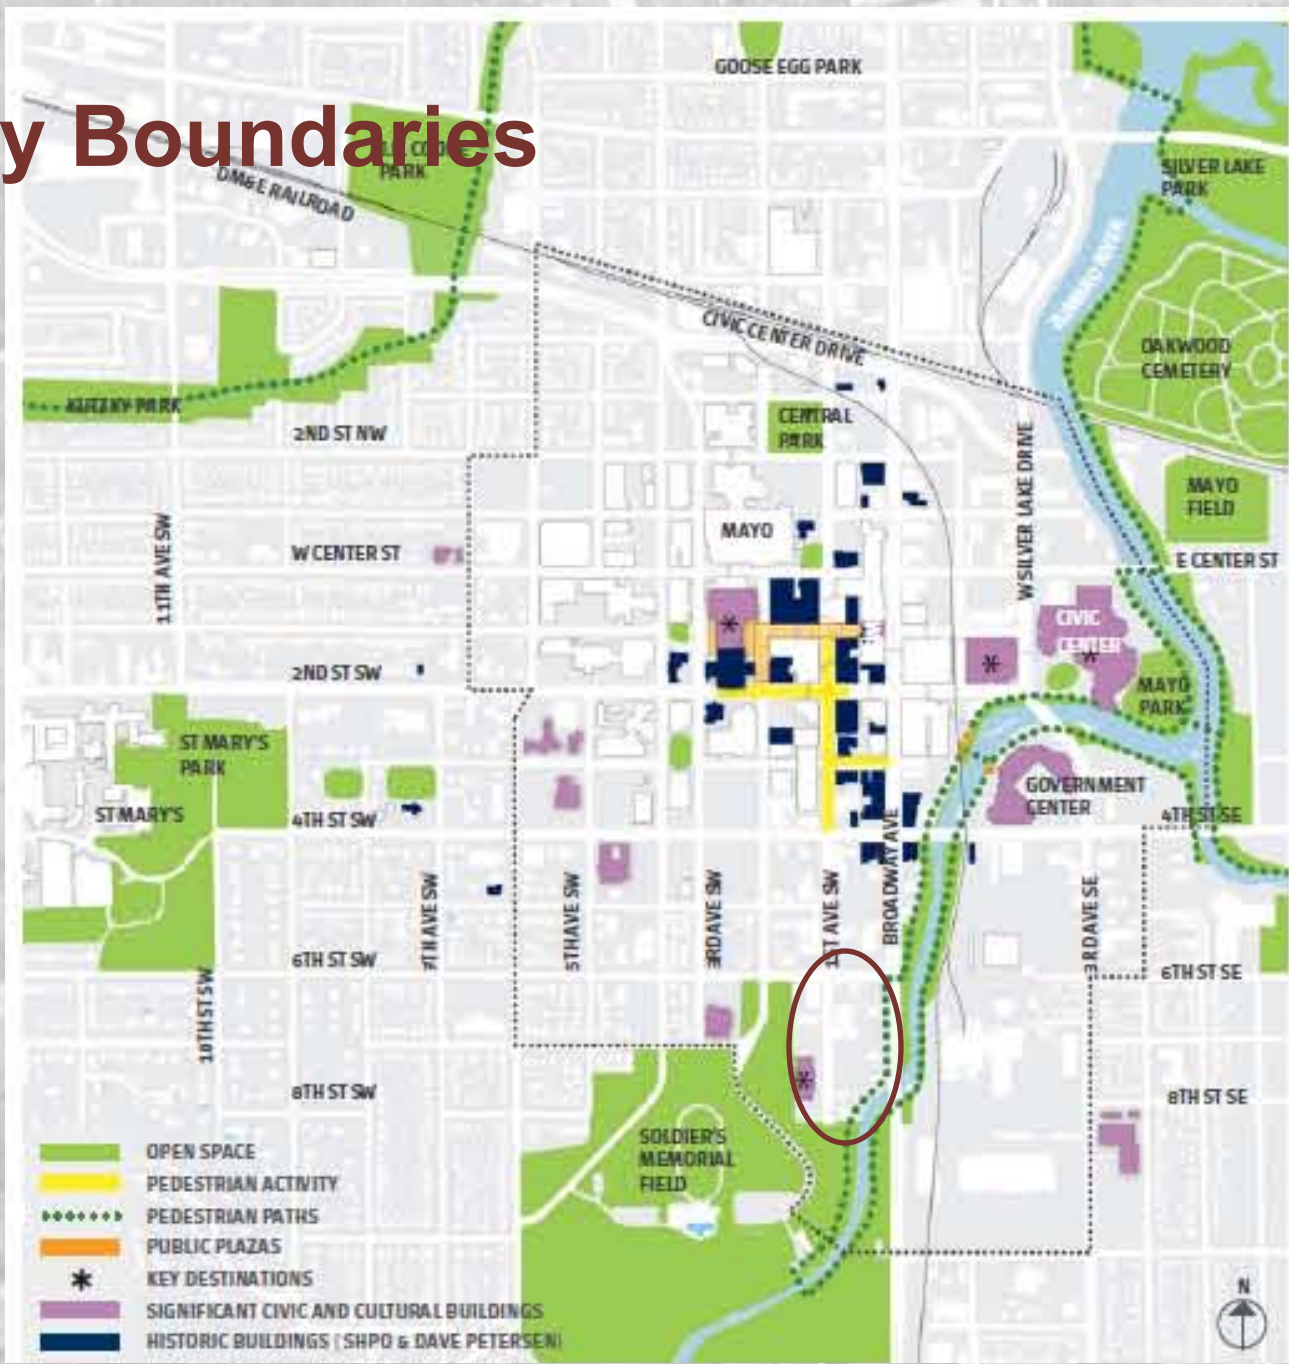 GOOSE EGG PARK
y Boundaries
PARK
DM&E RAILROAD
SILVER LAKE
PARK
CIVIC CENTER DRIVE
OAKWOOD
CEMETERY
KUTZKY PARK
2ND ST NW
CENTRAL
PARK
W SILVER LAKE DRIVE
MAYO
FIELD
11TH AVE SW
W CENTER ST
MAYO
E CENTER ST
CIVIC
CENTER
2ND ST SW
MAYO
PARK
ST MARY'S
PARK
ST MARY'S
GOVERNMENT
CENTER
4TH ST SW
4TH ST SE
BROADWAY AVE
7TH AVE SW
5TH AVE SW
3RD AVE SW
1ST AVE SW
3RD AVE SE
6TH ST SW
6TH ST SE
10TH ST SW
8TH ST SW
8TH ST SE
SOLDIER'S
MEMORIAL
FIELD
OPEN SPACE
PEDESTRIAN ACTIVITY
PEDESTRIAN PATHS
PUBLIC PLAZAS
KEY DESTINATIONS
SIGNIFICANT CIVIC AND CULTURAL BUILDINGS
HISTORIC BUILDINGS ( SHPO & DAVE PETERSEN)
N